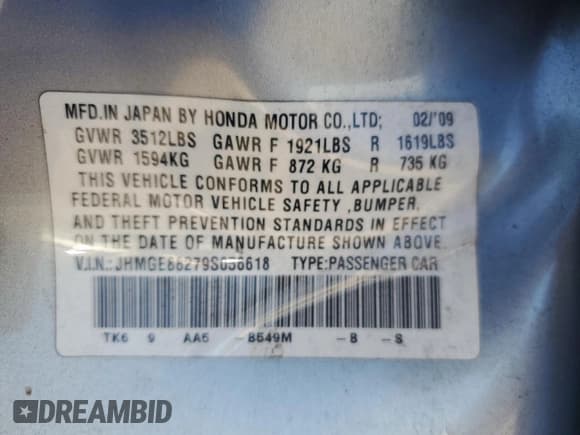 MFD.IN JAPAN BY HONDA MOTOR CO.,LTD; 02/'09
GVWR 3512LBS GAWR F 1921LBS R 1619LBS
GVWR 1594KG GAWR F 872 KG R 735 KG
THIS VEHICLE CONFORMS TO ALL APPLICABLE
FEDERAL MOTOR VEHICLE SAFETY ,BUMPER,
AND THEFT PREVENTION STANDARDS IN EFFECT
ON THE DATE OF MANUFACTURE SHOWN ABOVE.
V.I.N.: TYPE:PASSENGER CAR
TK6 9 AA5 -B549M -B -S
DREAMBID